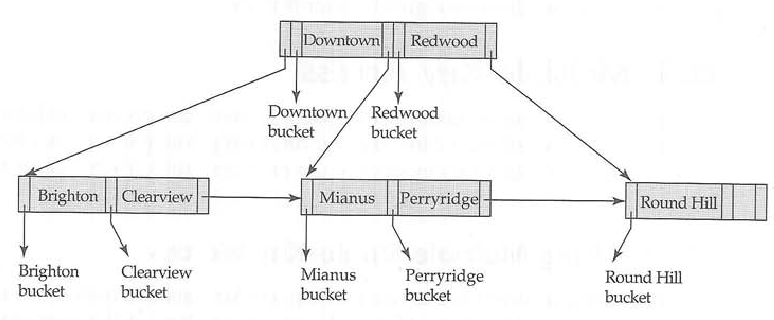 Downtown Redwood
Downtown Redwood
bucket bucket
Brighton Clearview Mianus Perryridge Round Hill
Brighton Clearview Mianus Perryridge Round Hill
bucket bucket bucket bucket bucket